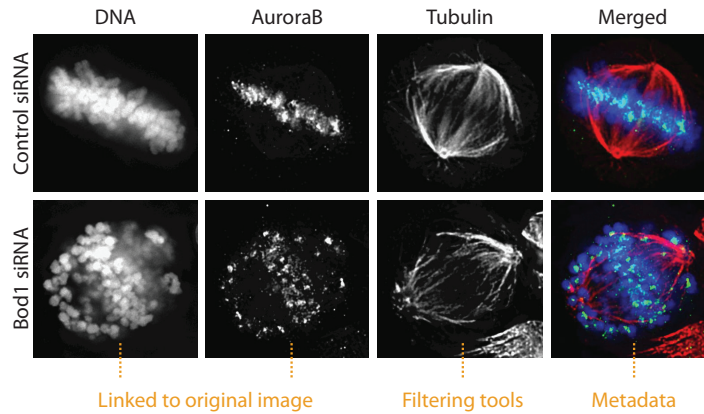 DNA AuroraB Tubulin Merged
Control siRNA
Bod1 siRNA
Linked to original image Filtering tools Metadata